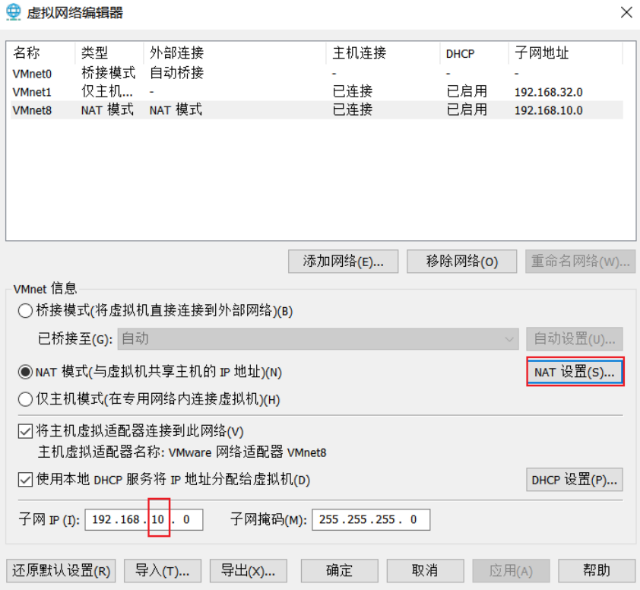 虚拟网络编辑器
名称 类型 外部连接 主机连接 DHCP 子网地址
VMnet0 桥接模式 自动桥接 - - -
VMnet1 仅主机... - 已连接 已启用 192.168.32.0
VMnet8 NAT 模式 NAT 模式 已连接 已启用 192.168.10.0
添加网络(E)... 移除网络(O) 重命名网络(W)...
VMnet 信息
桥接模式(将虚拟机直接连接到外部网络)(B)
已桥接至(G): 自动 自动设置(U)...
NAT 模式(与虚拟机共享主机的 IP 地址)(N) NAT 设置(S)...
仅主机模式(在专用网络内连接虚拟机)(H)
将主机虚拟适配器连接到此网络(V)
主机虚拟适配器名称: VMware 网络适配器 VMnet8
使用本地 DHCP 服务将 IP 地址分配给虚拟机(D) DHCP 设置(P)...
子网 IP (I): 192 .168 . 10 . 0 子网掩码(M): 255 .255 .255 . 0
还原默认设置(R) 导入(T)... 导出(X)... 确定 取消 应用(A) 帮助